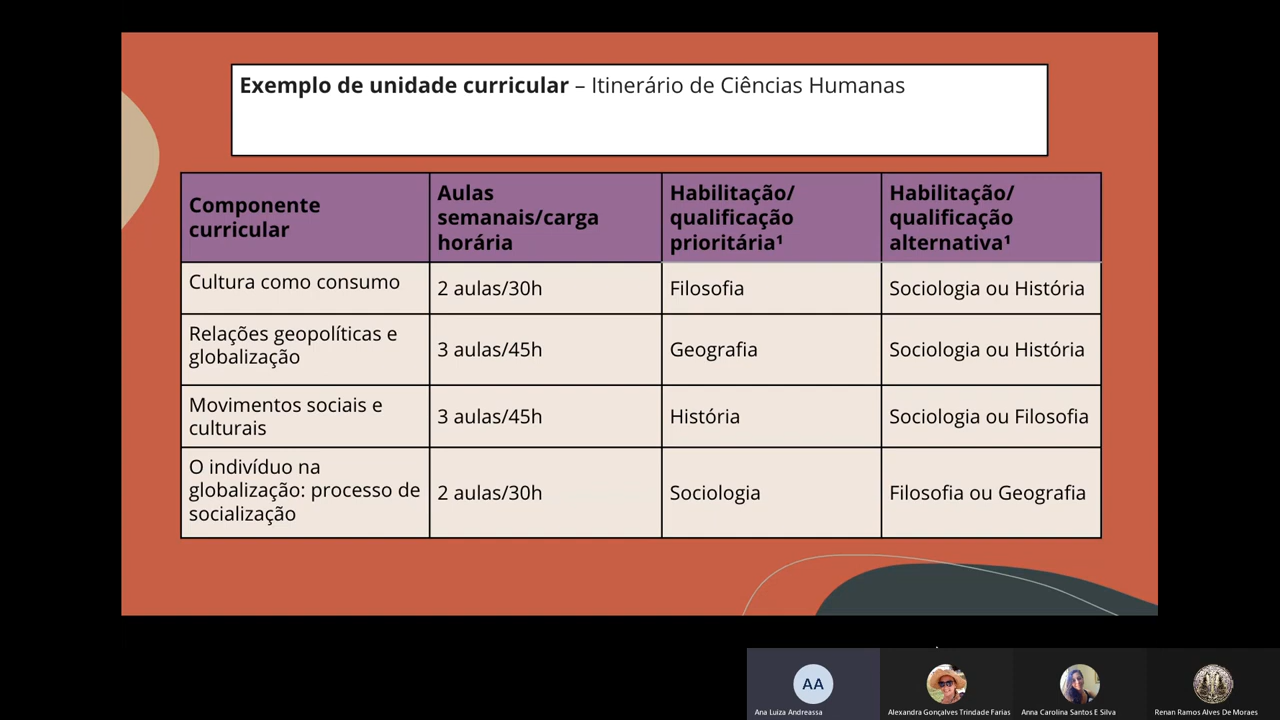 Exemplo de unidade curricular – Itinerário de Ciências Humanas
Componente
curricular
Aulas
semanais/carga
horária
Habilitação/
qualificação
prioritária¹
Habilitação/
qualificação
alternativa¹
Cultura como consumo
2 aulas/30h
Filosofia
Sociologia ou História
Relações geopolíticas e
globalização
3 aulas/45h
Geografia
Sociologia ou História
Movimentos sociais e
culturais
3 aulas/45h
História
Sociologia ou Filosofia
O indivíduo na
globalização: processo de
socialização
2 aulas/30h
Sociologia
Filosofia ou Geografia
AA
Ana Luiza Andreassa
Alexandra Gonçalves Trindade Farias
Anna Carolina Santos E Silva
Renan Ramos Alves De Moraes